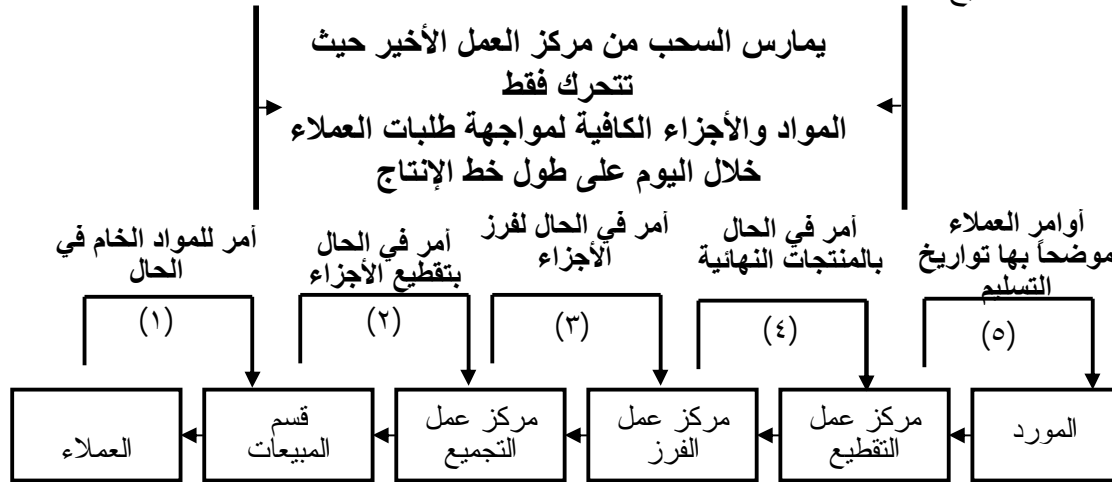 يمارس السحب من مركز العمل الأخير حيث
تتحرك فقط
المواد والأجزاء الكافية لمواجهة طلبات العملاء
خلال اليوم على طول خط الإنتاج
أوامر العملاء
موضحاً بها تواريخ
التسليم
(٥)
أمر في الحال
بالمنتجات النهائية
(٤)
أمر في الحال لفرز
الأجزاء
(٣)
أمر في الحال
بتقطيع الأجزاء
(٢)
أمر للمواد الخام في
الحال
(١)
المورد
مركز عمل
التقطيع
مركز عمل
الفرز
مركز عمل
التجميع
قسم
المبيعات
العملاء